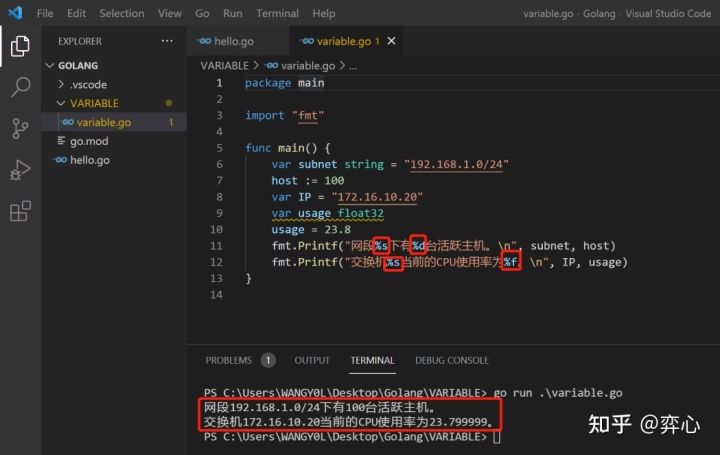 File Edit Selection View Go Run Terminal Help variable.go - Golang - Visual Studio Code
EXPLORER ...
GOLANG
.vscode
VARIABLE
variable.go 1
go.mod
hello.go
hello.go variable.go 1
VARIABLE > variable.go > ...
1 package main
2
3 import "fmt"
4
5 func main() {
6 var subnet string = "192.168.1.0/24"
7 host := 100
8 var IP = "172.16.10.20"
9 var usage float32
10 usage = 23.8
11 fmt.Printf("网段%s下有%d台活跃主机。\n", subnet, host)
12 fmt.Printf("交换机%s当前的CPU使用率为%f。\n", IP, usage)
13 }
14
PROBLEMS 1 OUTPUT TERMINAL DEBUG CONSOLE
PS C:\Users\WANGY0L\Desktop\Golang\VARIABLE> go run .\variable.go
网段192.168.1.0/24下有100台活跃主机。
交换机172.16.10.20当前的CPU使用率为23.799999。
PS C:\Users\WANGY0L\Desktop\Golang\VARIABLE>
知乎 @弈心